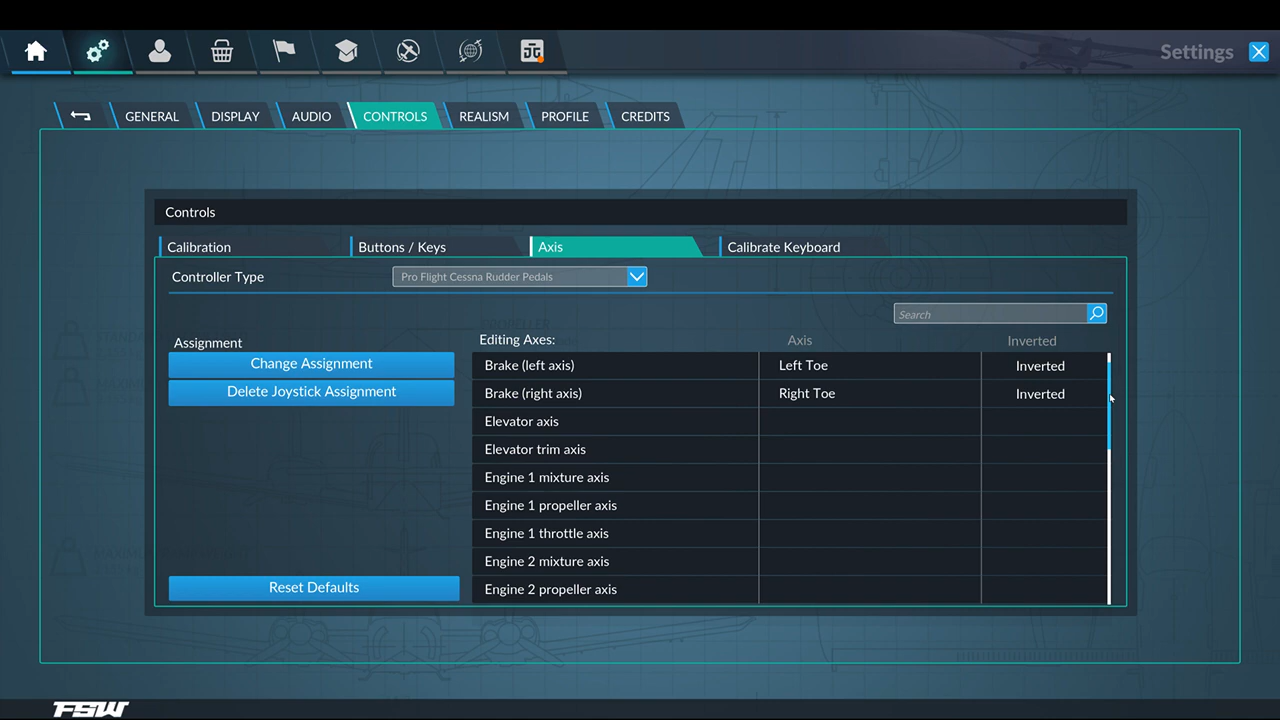 Settings
GENERAL
DISPLAY
AUDIO
CONTROLS
REALISM
PROFILE
CREDITS
Controls
Calibration
Buttons / Keys
Axis
Calibrate Keyboard
Controller Type
Pro Flight Cessna Rudder Pedals
Search
Assignment
Change Assignment
Delete Joystick Assignment
Reset Defaults
Editing Axes: Axis Inverted
Brake (left axis) Left Toe Inverted
Brake (right axis) Right Toe Inverted
Elevator axis
Elevator trim axis
Engine 1 mixture axis
Engine 1 propeller axis
Engine 1 throttle axis
Engine 2 mixture axis
Engine 2 propeller axis
FSW